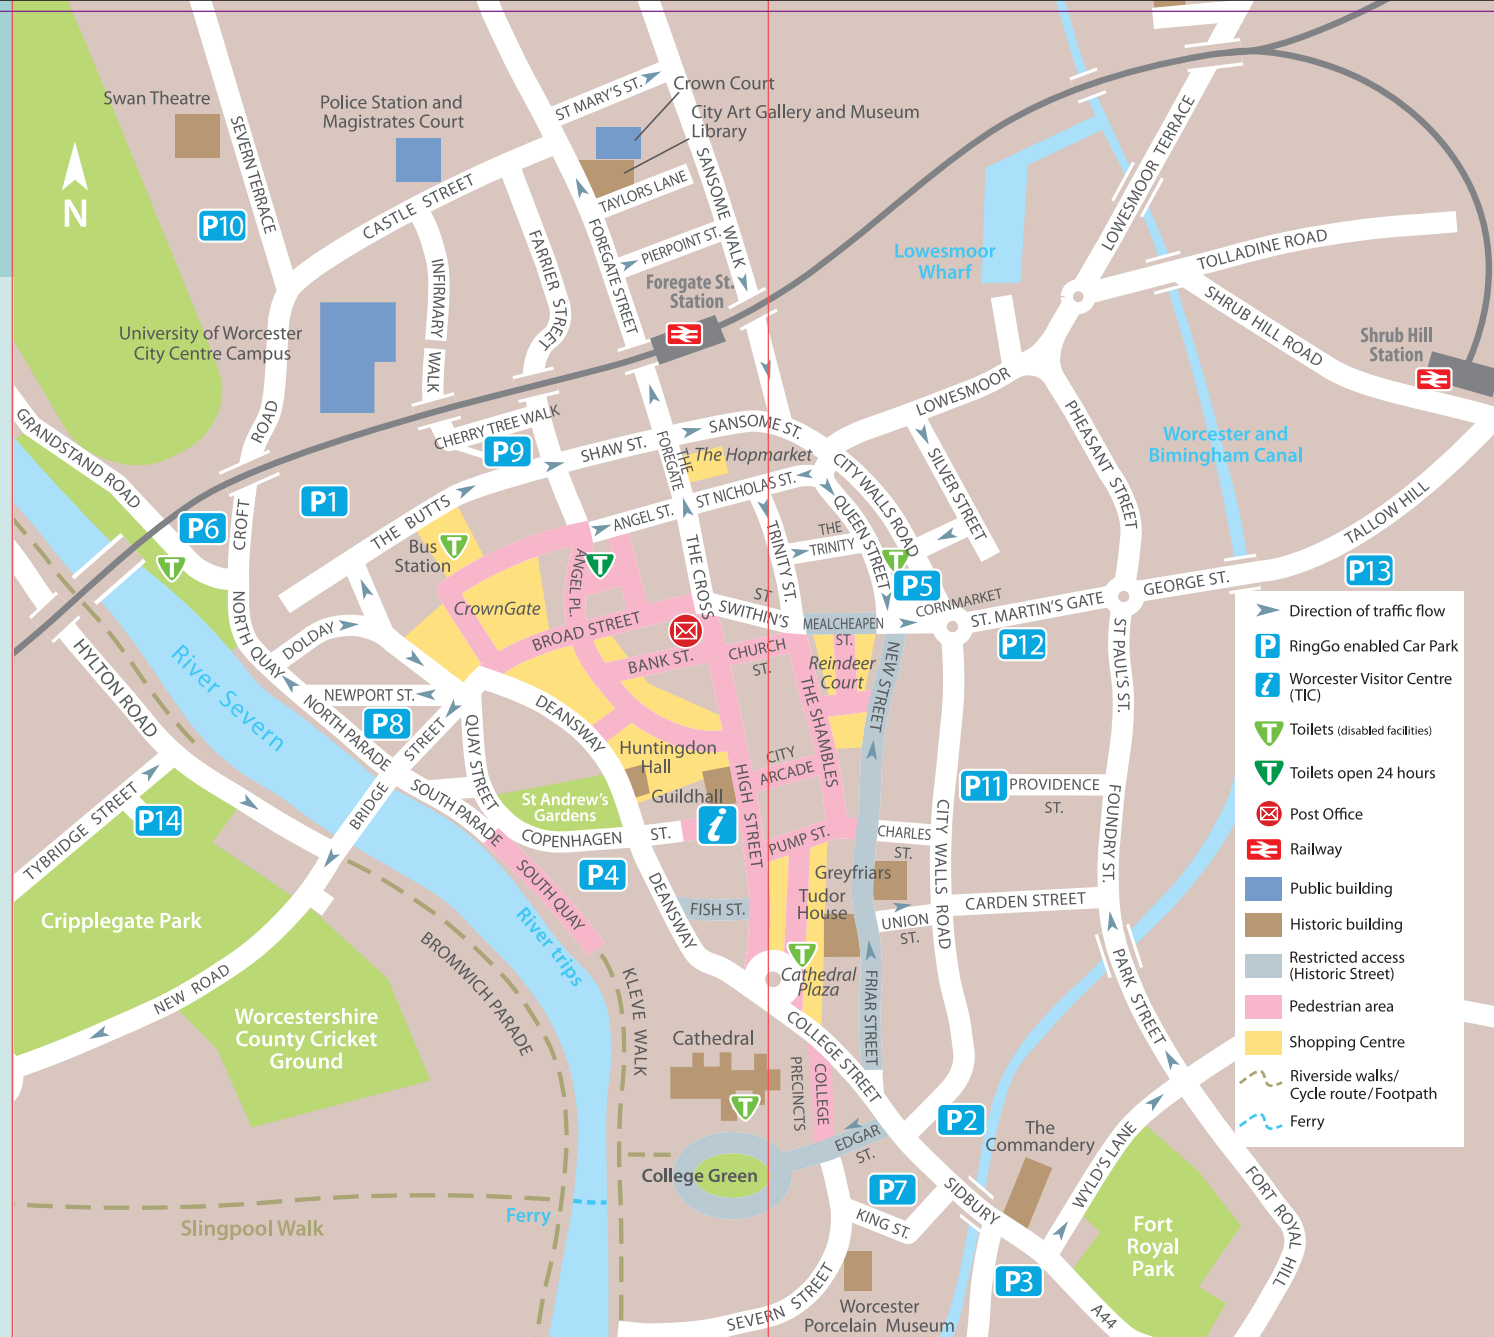 Swan Theatre
SEVERN TERRACE
Police Station and
Magistrates Court
ST MARY'S ST.
Crown Court
City Art Gallery and Museum
Library
TAYLORS LANE
SANSOME WALK
PIERPOINT ST.
CASTLE STREET
N
P10
INFIRMARY WALK
FARRIER STREET
FOREGATE STREET
Foregate St.
Station
University of Worcester
City Centre Campus
LOWESMOOR TERRACE
Lowesmoor
Wharf
TOLLADINE ROAD
SHRUB HILL ROAD
Shrub Hill
Station
GRANDSTAND ROAD
CROFT ROAD
CHERRY TREE WALK
P9
SHAW ST.
THE FOREGATE
SANSOME ST.
THE
The Hopmarket
LOWESMOOR
PHEASANT STREET
Worcester and
Bimingham Canal
P1
P6
THE BUTTS
ANGEL ST.
ST NICHOLAS ST.
CITY WALLS ROAD
SILVER STREET
QUEEN STREET
THE
TRINITY
TRINITY ST.
TALLOW HILL
Bus
Station
ANGEL PL.
THE CROSS
P5
CORNMARKET
ST. MARTIN'S GATE
GEORGE ST.
P13
CrownGate
BROAD STREET
ST
SWITHIN'S
MEALCHEAPEN
ST.
P12
NORTH QUAY
DOLDAY
BANK ST.
CHURCH
ST.
Reindeer
Court
NEW STREET
ST PAUL'S ST.
HYLTON ROAD
River Severn
NEWPORT ST.
NORTH PARADE
P8
BRIDGE STREET
QUAY STREET
DEANSWAY
THE SHAMBLES
Huntingdon
Hall
Guildhall
CITY
ARCADE
HIGH STREET
P11
PROVIDENCE
ST.
FOUNDRY ST.
CITY WALLS ROAD
TYBRIDGE STREET
P14
SOUTH PARADE
St Andrew's
Gardens
COPENHAGEN ST.
i
PUMP ST.
CHARLES
ST.
Cripplegate Park
SOUTH QUAY
P4
DEANSWAY
Greyfriars
Tudor
House
FISH ST.
UNION
ST.
CARDEN STREET
River trips
BROMWICH PARADE
NEW ROAD
KLEVE WALK
Cathedral
Plaza
FRIAR STREET
PARK STREET
Worcestershire
County Cricket
Ground
Cathedral
COLLEGE STREET
COLLEGE
PRECINCTS
EDGAR
ST.
P2
The
Commandery
WYLD'S LANE
College Green
P7
SIDBURY
KING ST.
FORT ROYAL HILL
Fort
Royal
Park
Slingpool Walk
Ferry
P3
SEVERN STREET
Worcester
Porcelain Museum
A44
Direction of traffic flow
P
RingGo enabled Car Park
i
Worcester Visitor Centre
(TIC)
T
Toilets (disabled facilities)
T
Toilets open 24 hours
Post Office
Railway
Public building
Historic building
Restricted access
(Historic Street)
Pedestrian area
Shopping Centre
Riverside walks/
Cycle route/Footpath
Ferry